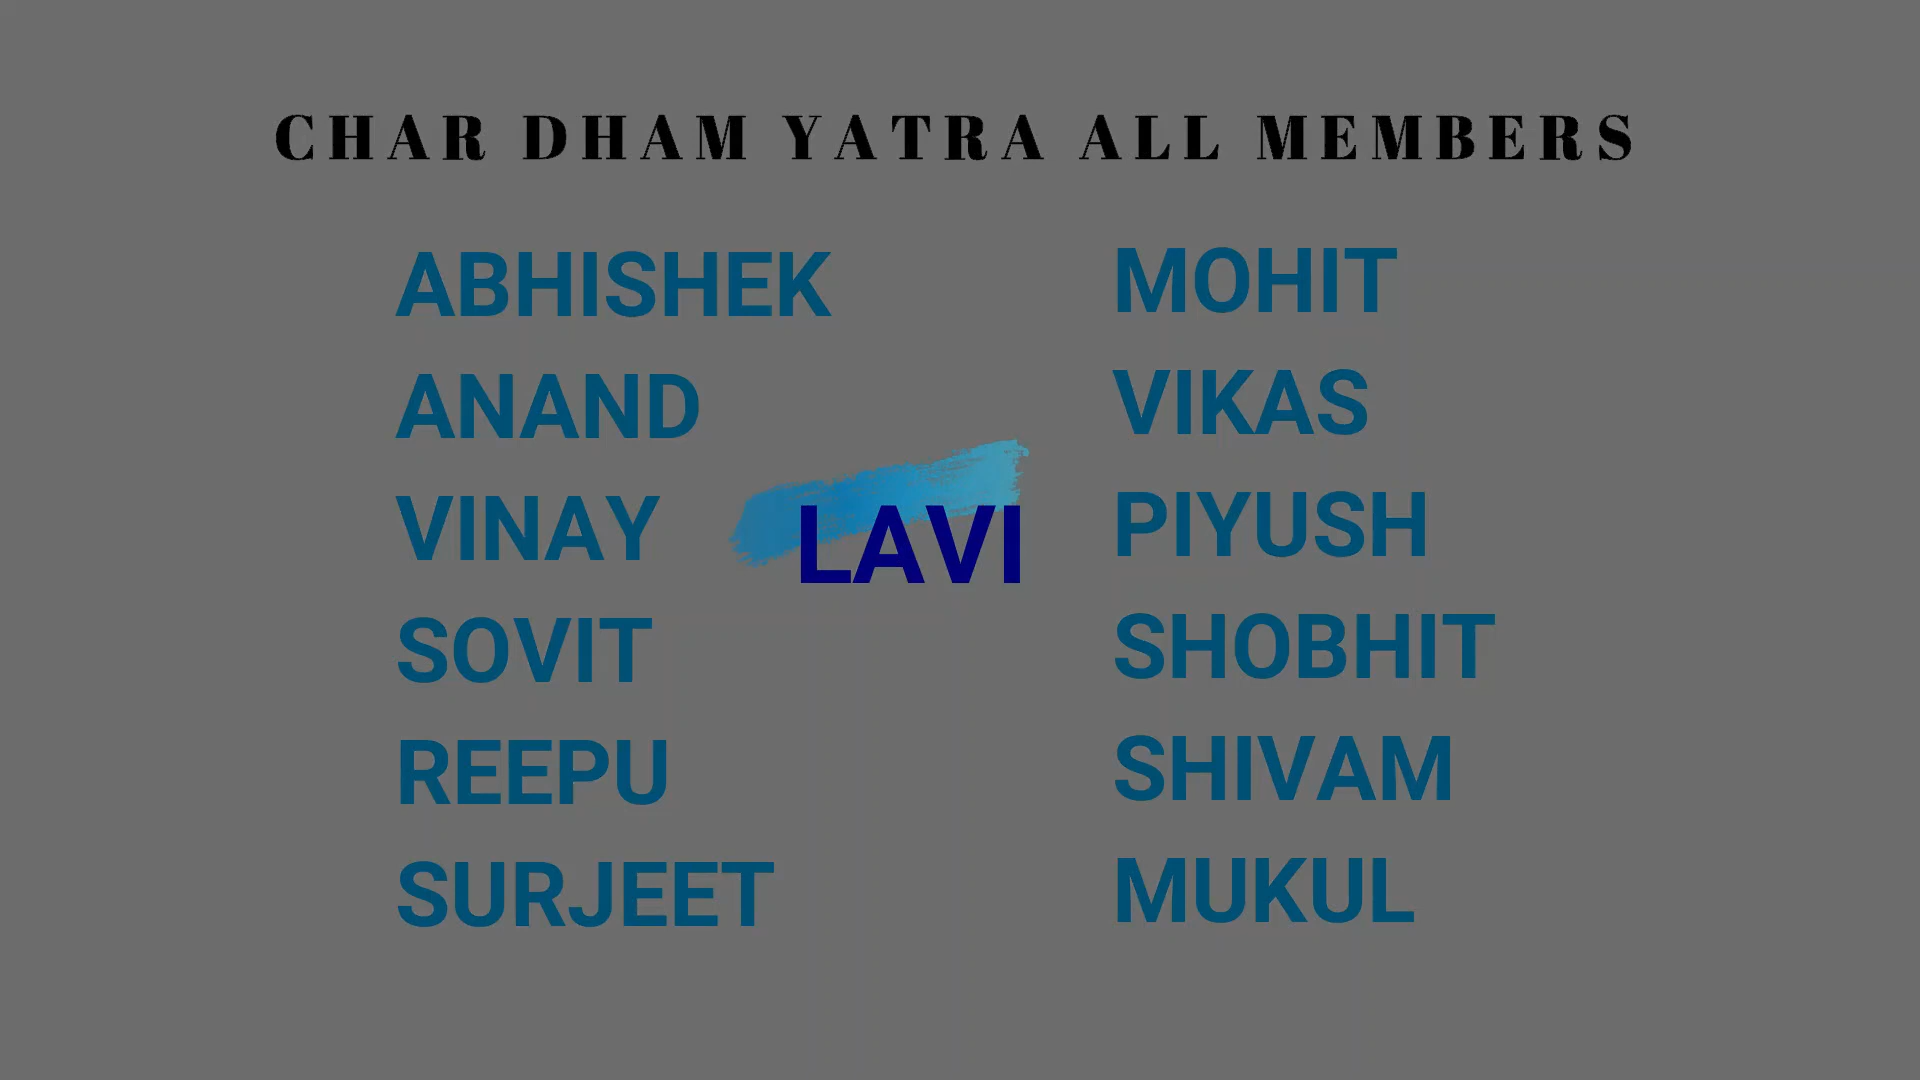 CHAR DHAM YATRA ALL MEMBERS
ABHISHEK
ANAND
VINAY
SOVIT
REEPU
SURJEET
LAVI
MOHIT
VIKAS
PIYUSH
SHOBHIT
SHIVAM
MUKUL